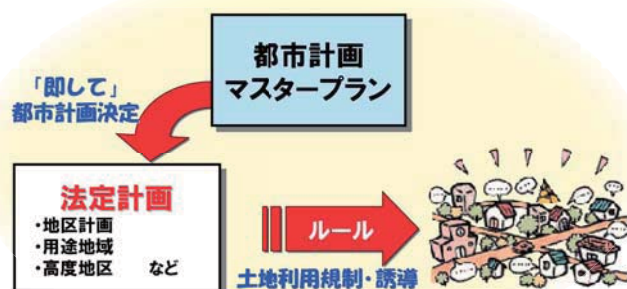 都市計画
マスタープラン
「即して」
都市計画決定
法定計画
・地区計画
・用途地域
・高度地区　など
ルール
土地利用規制・誘導